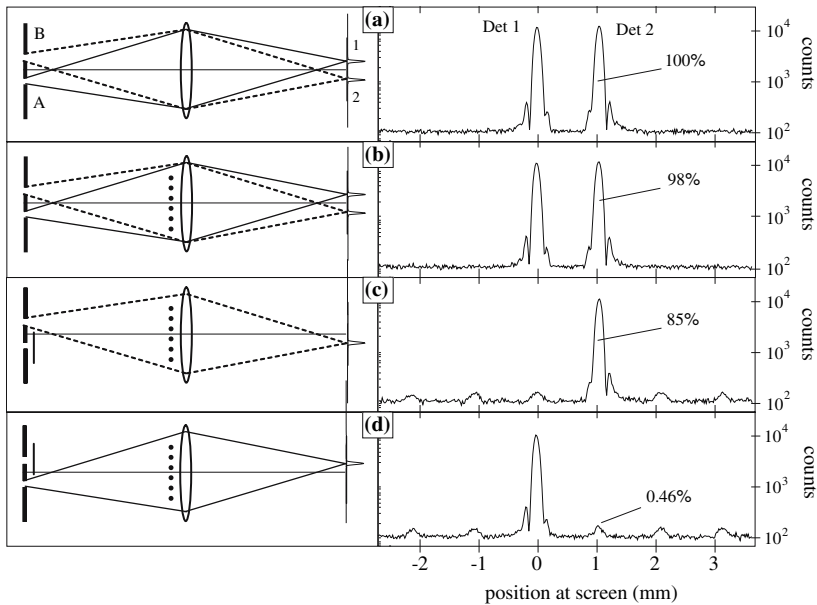 B
A
1
2
(a)
Det 1
Det 2
100%
10^4
10^3
10^2
counts
(b)
98%
10^4
10^3
10^2
counts
(c)
85%
10^4
10^3
10^2
counts
(d)
0.46%
10^4
10^3
10^2
counts
-2 -1 0 1 2 3
position at screen (mm)